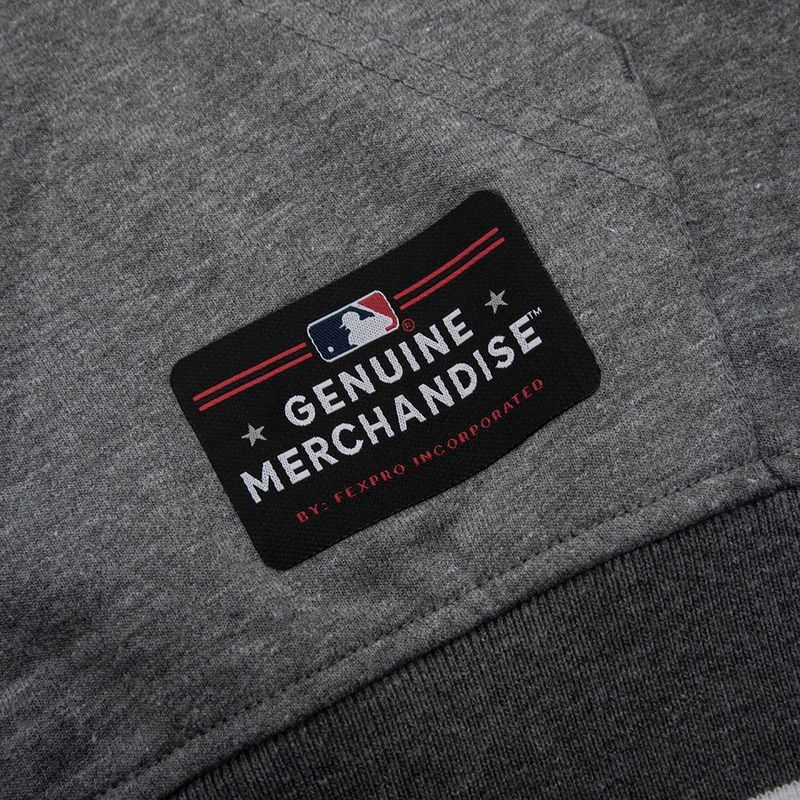 ®
GENUINE
MERCHANDISE™
BY: FEXPRO INCORPORATED